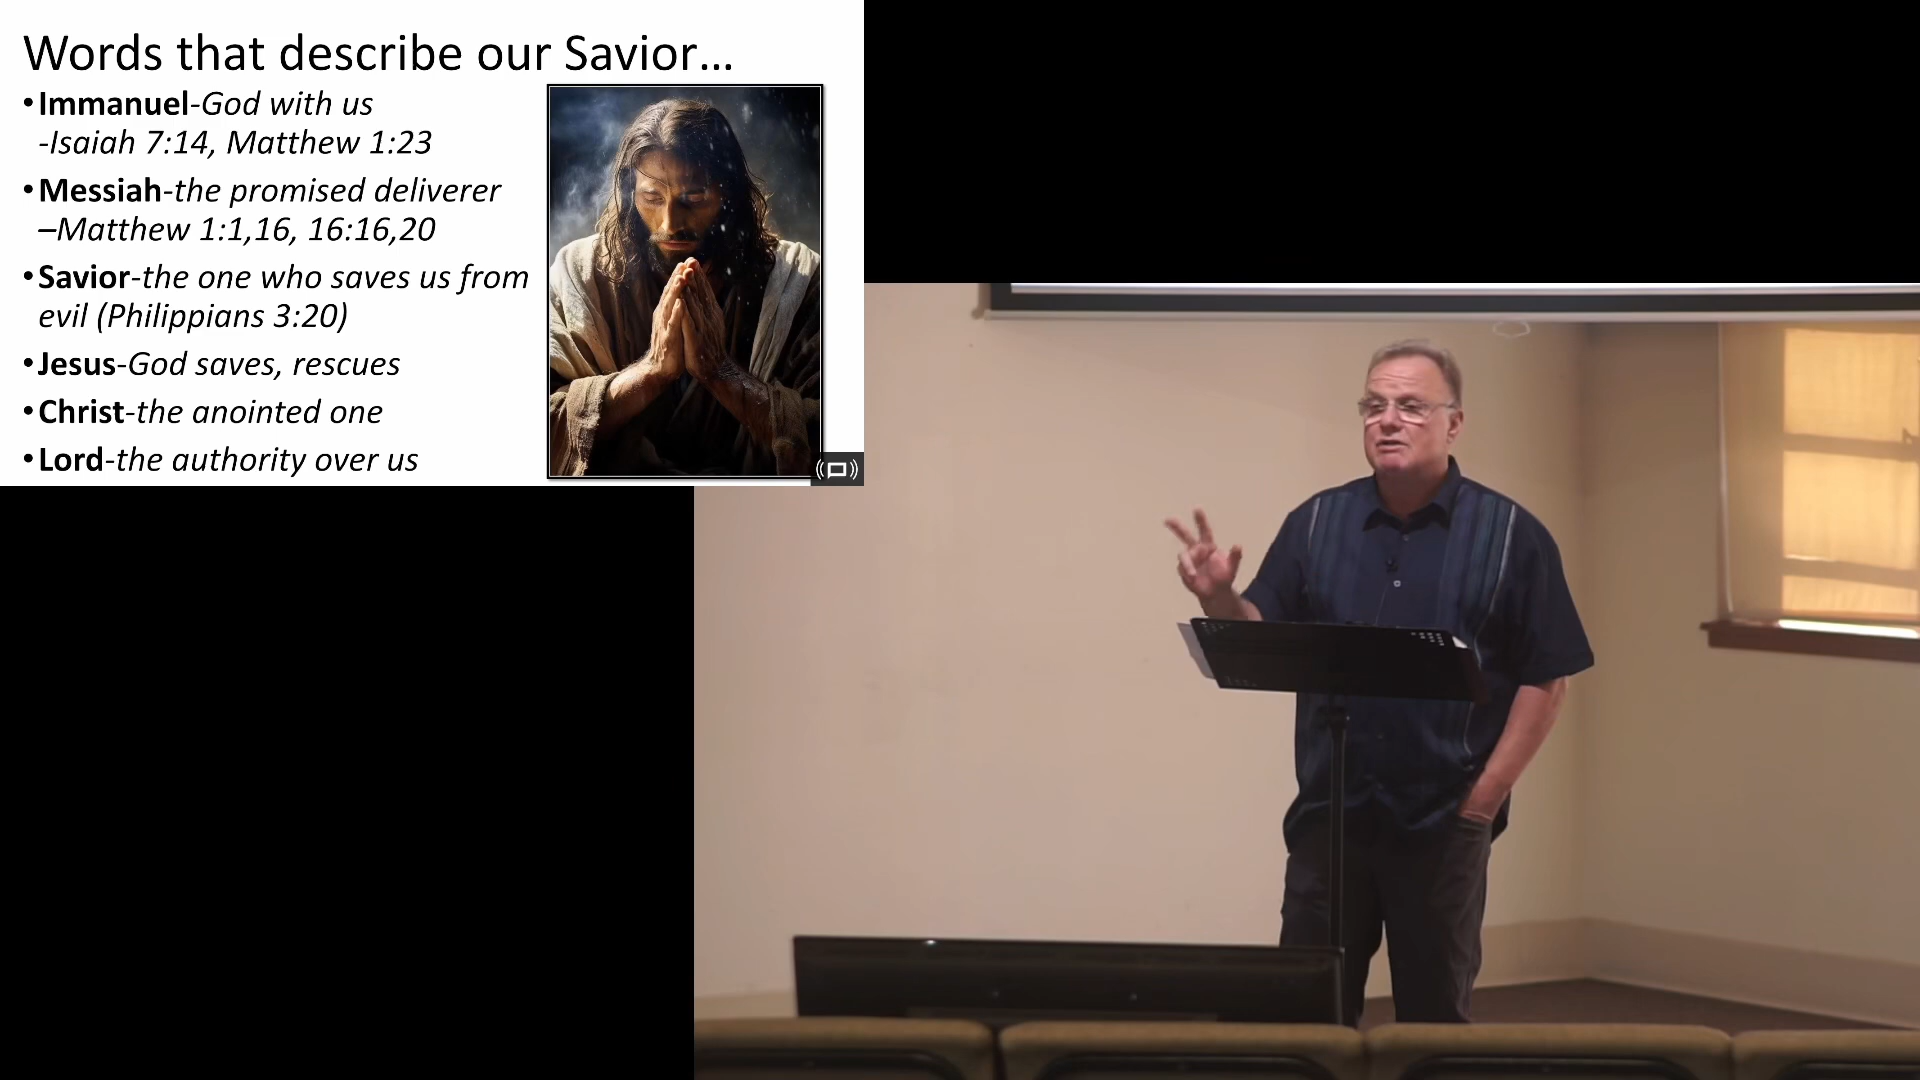 Words that describe our Savior…
•Immanuel-God with us
-Isaiah 7:14, Matthew 1:23
•Messiah-the promised deliverer
–Matthew 1:1,16, 16:16,20
•Savior-the one who saves us from
evil (Philippians 3:20)
•Jesus-God saves, rescues
•Christ-the anointed one
•Lord-the authority over us